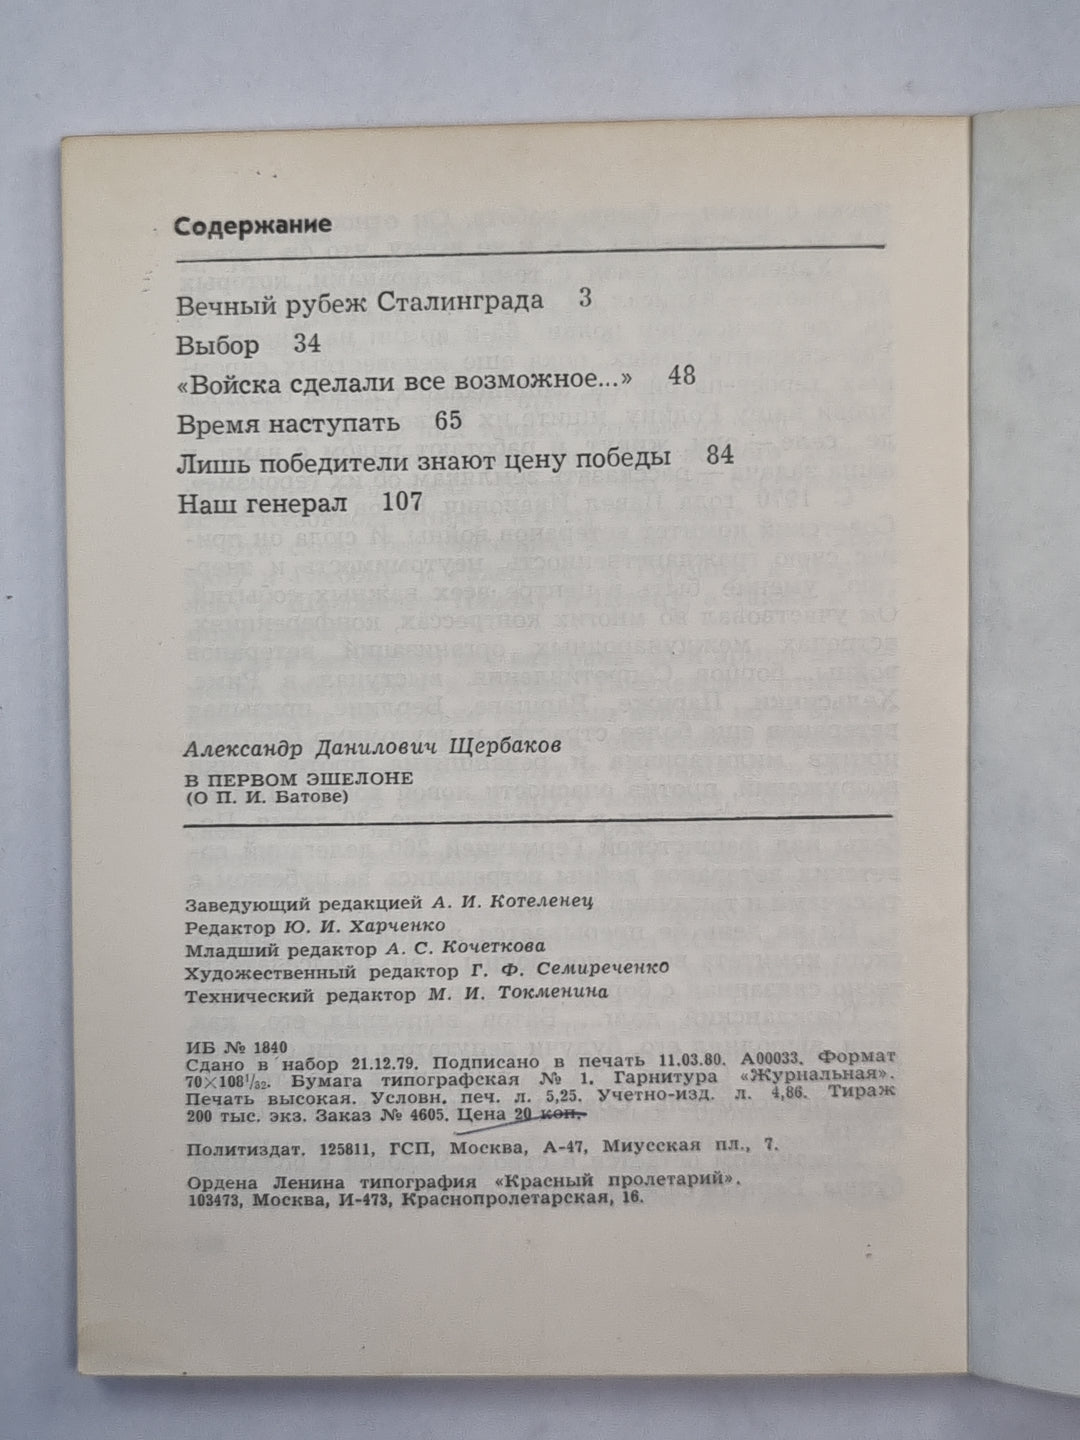 Содержание
Вечный рубеж Сталинграда 3
Выбор 34
«Войска сделали все возможное...» 48
Время наступать 65
Лишь победители знают цену победы 84
Наш генерал 107
Александр Данилович Щербаков
В ПЕРВОМ ЭШЕЛОНЕ
(О П. И. Батове)
Заведующий редакцией А. И. Котеленец
Редактор Ю. И. Харченко
Младший редактор А. С. Кочеткова
Художественный редактор Г. Ф. Семиреченко
Технический редактор М. И. Токменина
ИБ № 1840
Сдано в набор 21.12.79. Подписано в печать 11.03.80. А00033. Формат
70×108¹/₃₂. Бумага типографская № 1. Гарнитура «Журнальная».
Печать высокая. Условн. печ. л. 5,25. Учетно-изд. л. 4,86. Тираж
200 тыс. экз. Заказ № 4605. Цена 20 коп.
Политиздат. 125811, ГСП, Москва, А-47, Миусская пл., 7.
Ордена Ленина типография «Красный пролетарий».
103473, Москва, И-473, Краснопролетарская, 16.